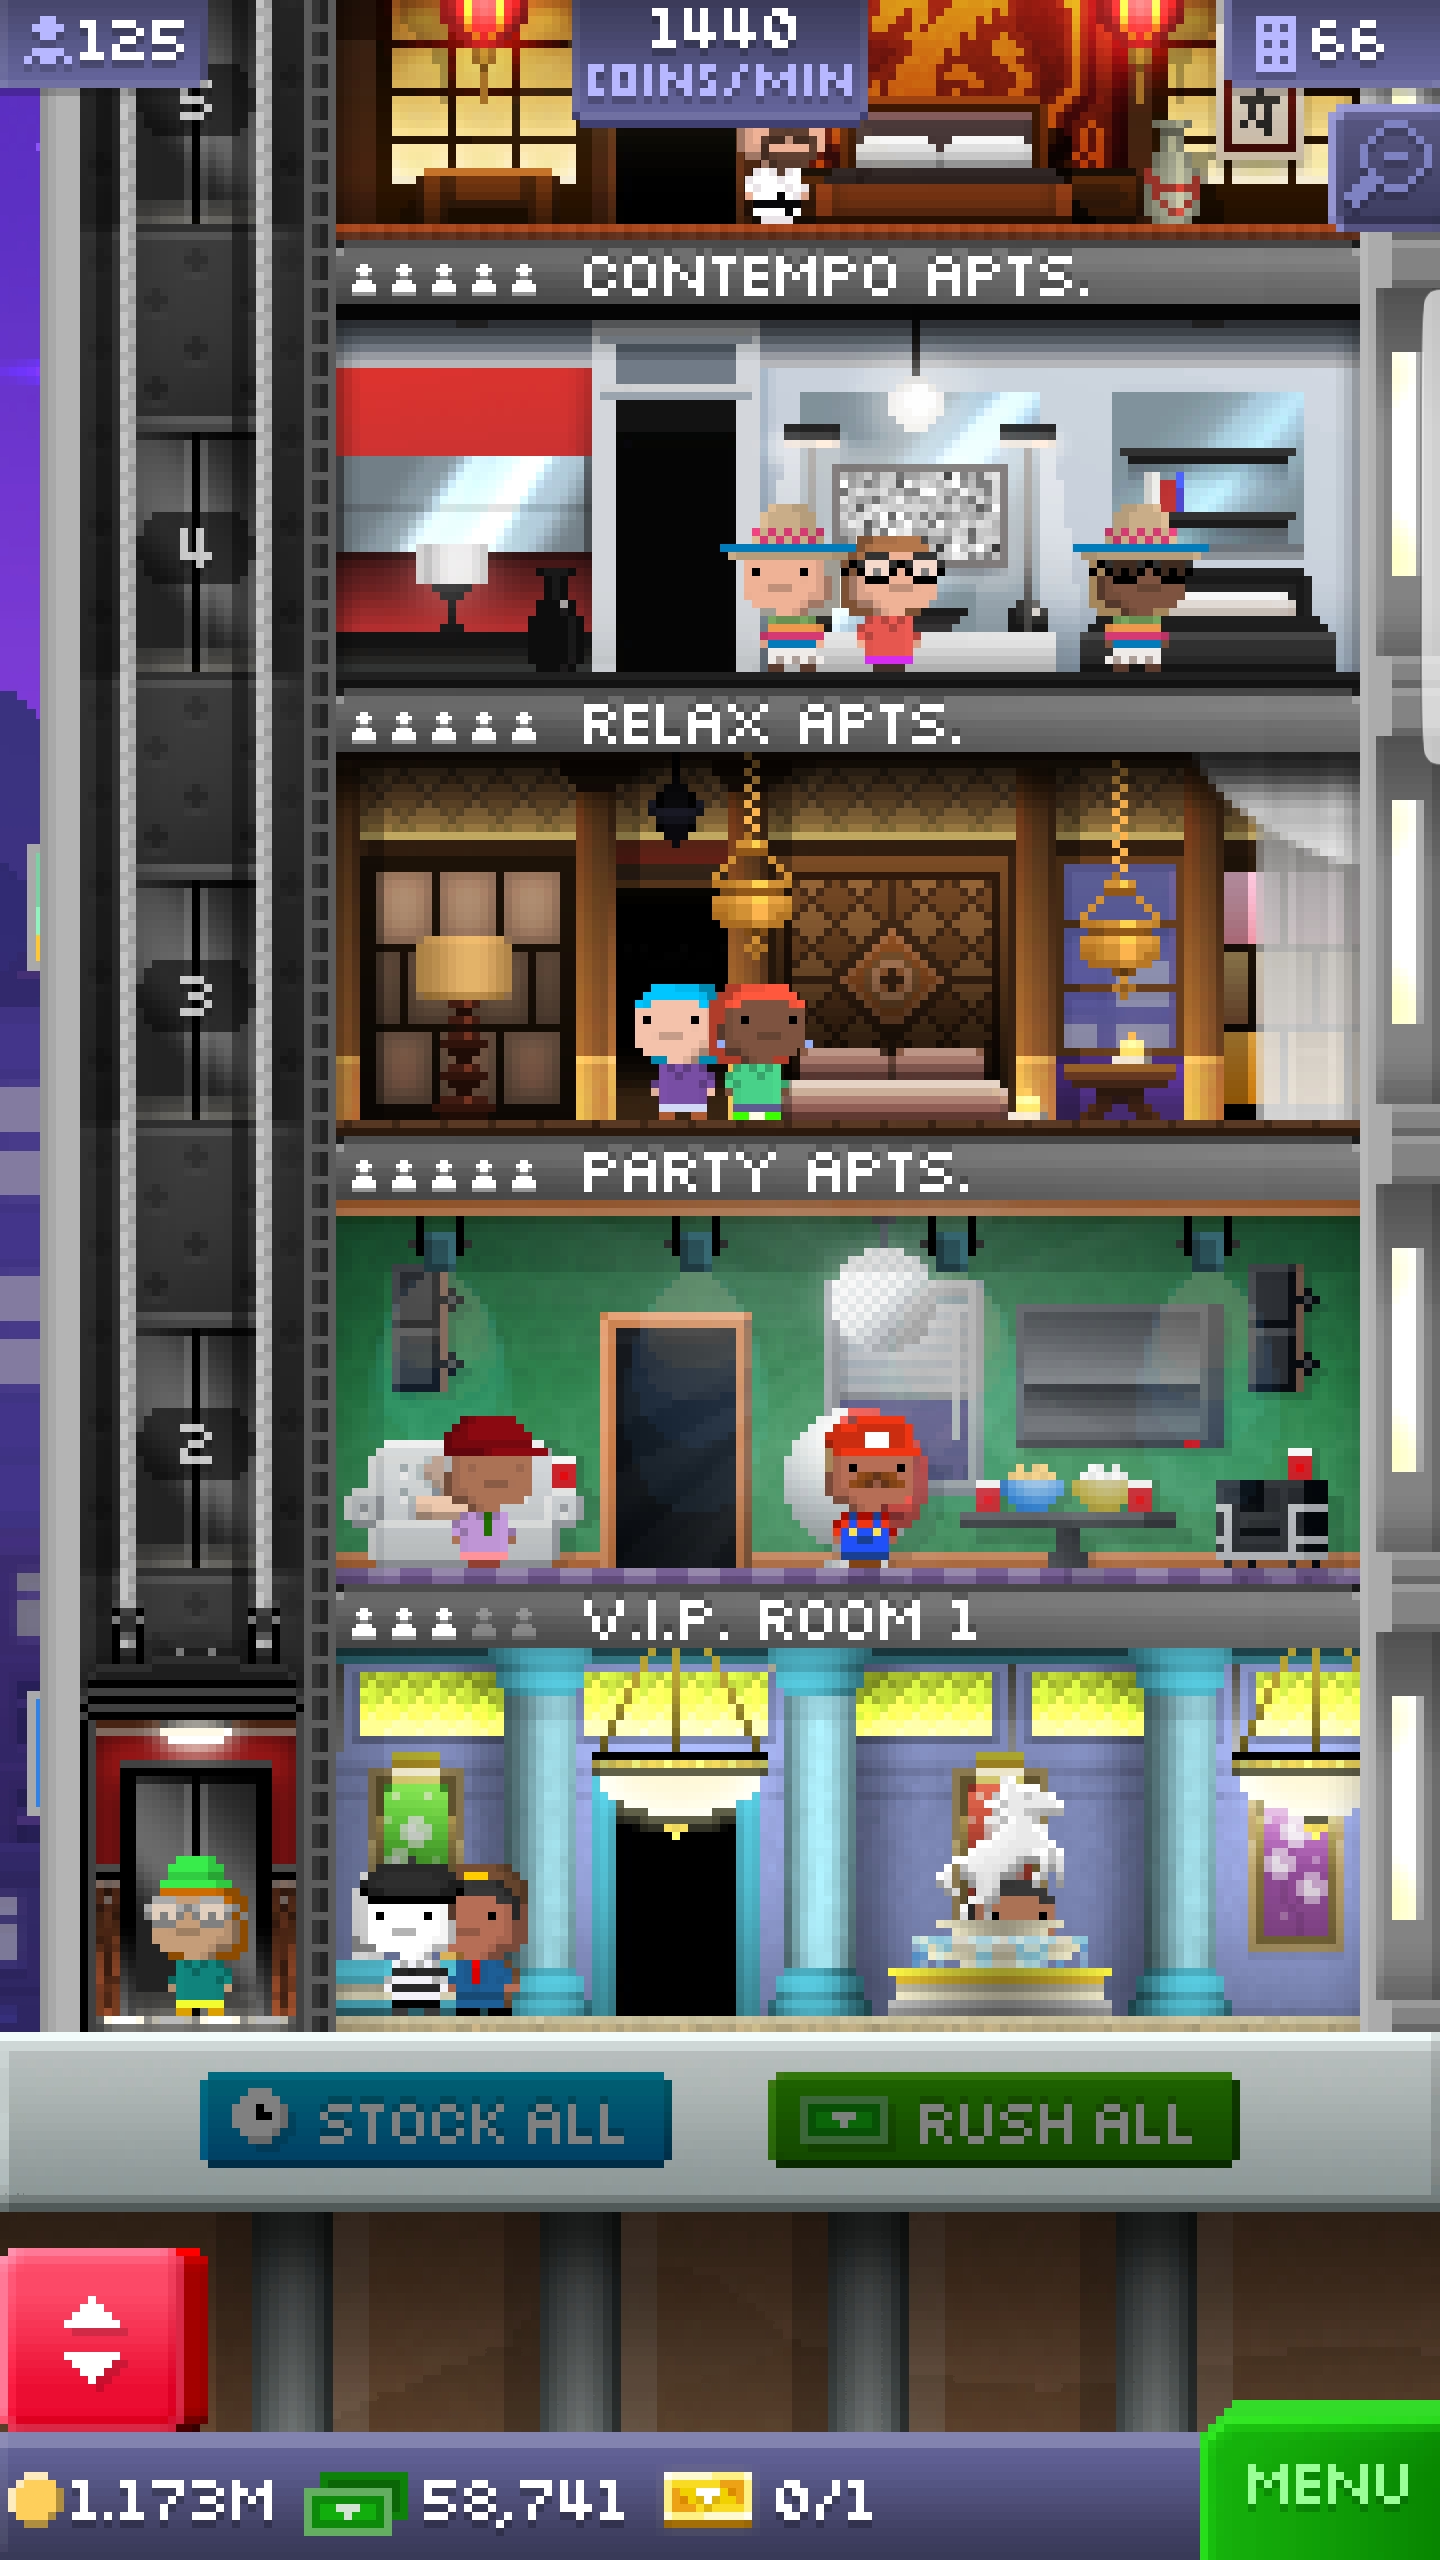 125
1440
COINS/MIN
66
5
CONTEMPO APTS.
4
RELAX APTS.
3
PARTY APTS.
2
V.I.P. ROOM 1
STOCK ALL
RUSH ALL
1.173M
58,741
0/1
MENU